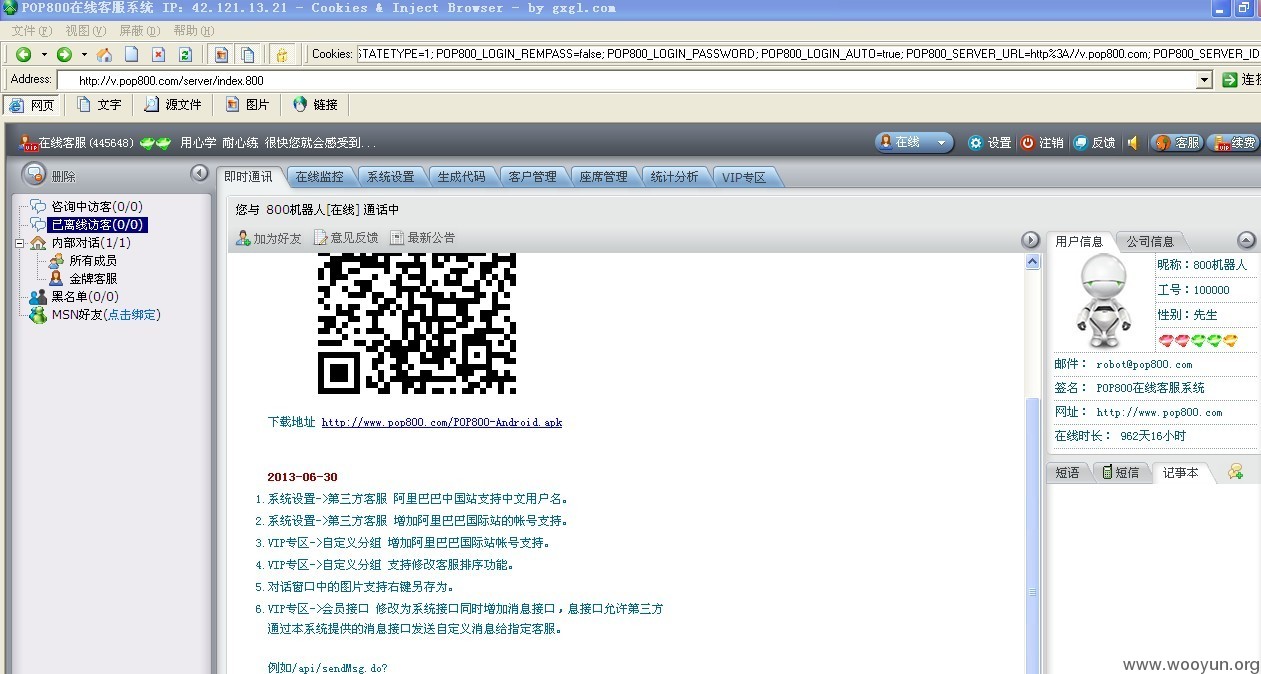 POP800在线客服系统 IP: 42.121.13.21 - Cookies & Inject Browser - by gxgl.com
文件(F) 视图(V) 屏蔽(D) 帮助(H)
Cookies: STATETYPE=1; POP800_LOGIN_REMPASS=false; POP800_LOGIN_PASSWORD; POP800_LOGIN_AUTO=true; POP800_SERVER_URL=http%3A//v.pop800.com; POP800_SERVER_ID
Address: http://v.pop800.com/server/index.800 连接
网页 文字 源文件 图片 链接
在线客服(445648) 用心学 耐心练 很快您就会感受到... 在线 设置 注销 反馈 客服 续费
删除 即时通讯 在线监控 系统设置 生成代码 客户管理 座席管理 统计分析 VIP专区
咨询中访客(0/0)
已离线访客(0/0)
内部对话(1/1)
所有成员
金牌客服
黑名单(0/0)
MSN好友(点击绑定)
您与 800机器人[在线] 通话中
加为好友 意见反馈 最新公告
下载地址 http://www.pop800.com/POP800-Android.apk
2013-06-30
1. 系统设置->第三方客服 阿里巴巴中国站支持中文用户名。
2. 系统设置->第三方客服 增加阿里巴巴国际站的帐号支持。
3. VIP专区->自定义分组 增加阿里巴巴国际站帐号支持。
4. VIP专区->自定义分组 支持修改客服排序功能。
5. 对话窗口中的图片支持右键另存为。
6. VIP专区->会员接口 修改为系统接口同时增加消息接口，息接口允许第三方
通过本系统提供的消息接口发送自定义消息给指定客服。
例如/api/sendMsg.do?
用户信息 公司信息
昵称：800机器人
工号：100000
性别：先生
邮件： robot@pop800.com
签名： POP800在线客服系统
网址： http://www.pop800.com
在线时长： 962天16小时
短语 短信 记事本
www.wooyun.org